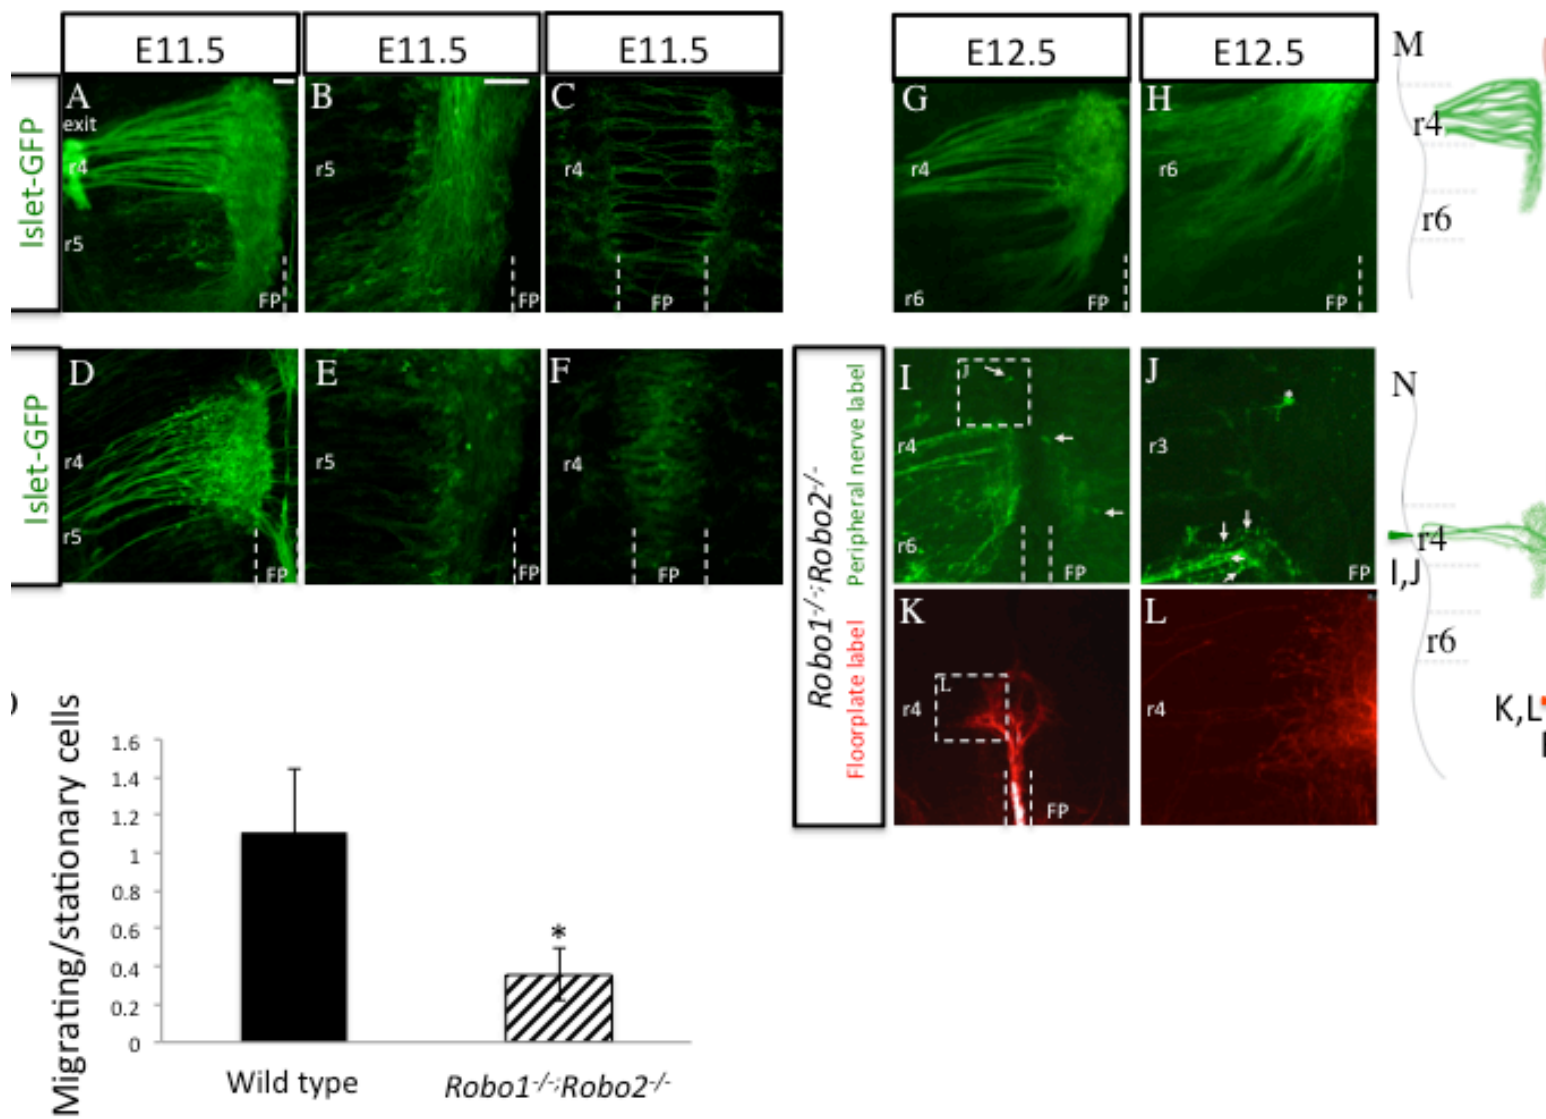 E11.5
E11.5
E11.5
E12.5
E12.5
Islet-GFP
A
exit
r4
r5
FP
B
r5
FP
C
r4
FP
G
r4
r6
FP
H
r6
FP
M
r4
r6
Islet-GFP
D
r4
r5
FP
E
r5
FP
F
r4
FP
Robo1-/-;Robo2-/-
Floorplate label Peripheral nerve label
I
J
r4
r6
FP
J
*
r3
FP
N
r4
I,J
r6
K,L
K
L
r4
FP
L
r4
Migrating/stationary cells
1.6
1.4
1.2
1
0.8
0.6
0.4
0.2
0
*
Wild type
Robo1-/-;Robo2-/-